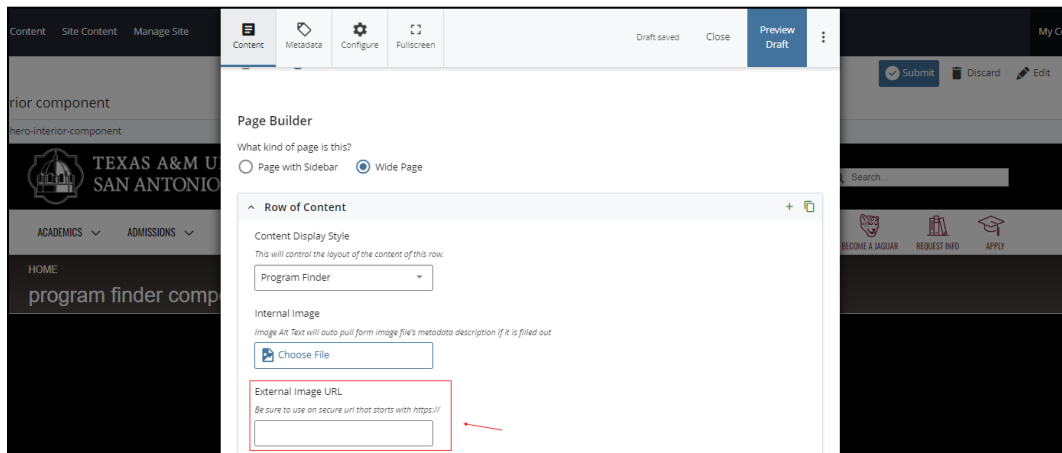 Content Site Content Manage Site
Content Metadata Configure Fullscreen
Draft saved Close Preview Draft
My
Submit Discard Edit
rior component
hero-interior-component
TEXAS A&M U
SAN ANTONIO
Search...
ACADEMICS ADMISSIONS
BECOME A JAGUAR REQUEST INFO APPLY
HOME
program finder comp
Page Builder
What kind of page is this?
Page with Sidebar Wide Page
Row of Content
Content Display Style
This will control the layout of the content of this row.
Program Finder
Internal Image
Image Alt Text will auto pull form image file's metadata description if it is filled out
Choose File
External Image URL
Be sure to use an secure url that starts with https://